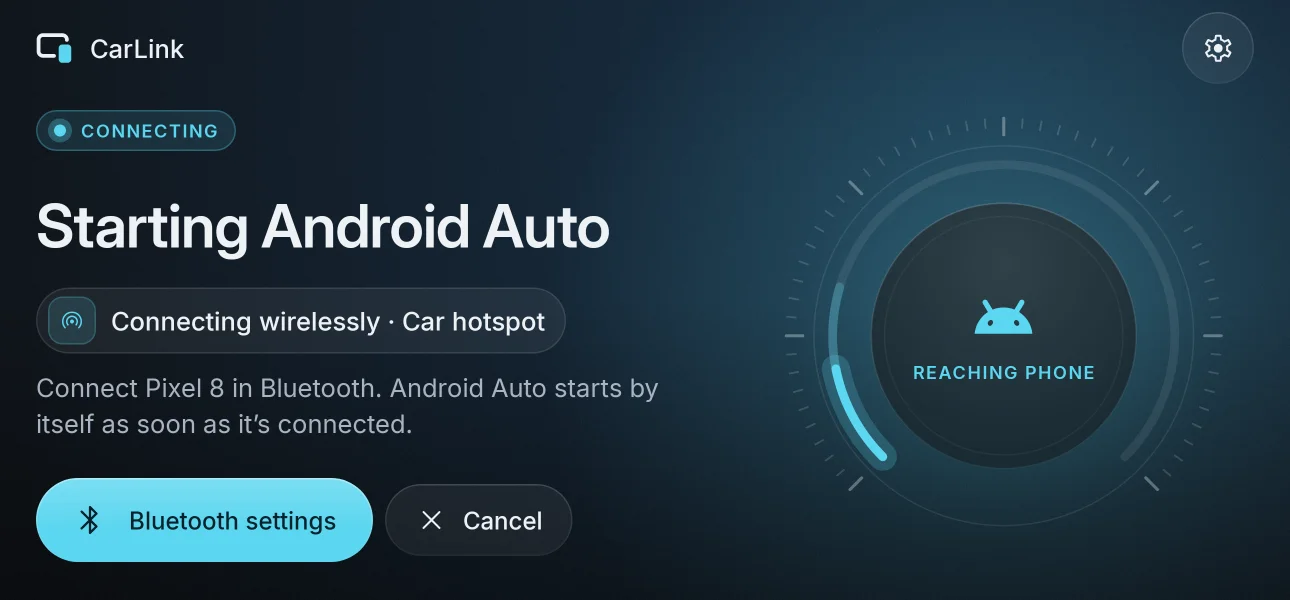 CarLink
CONNECTING
Starting Android Auto
Connecting wirelessly · Car hotspot
Connect Pixel 8 in Bluetooth. Android Auto starts by
itself as soon as it’s connected.
Bluetooth settings
Cancel
REACHING PHONE